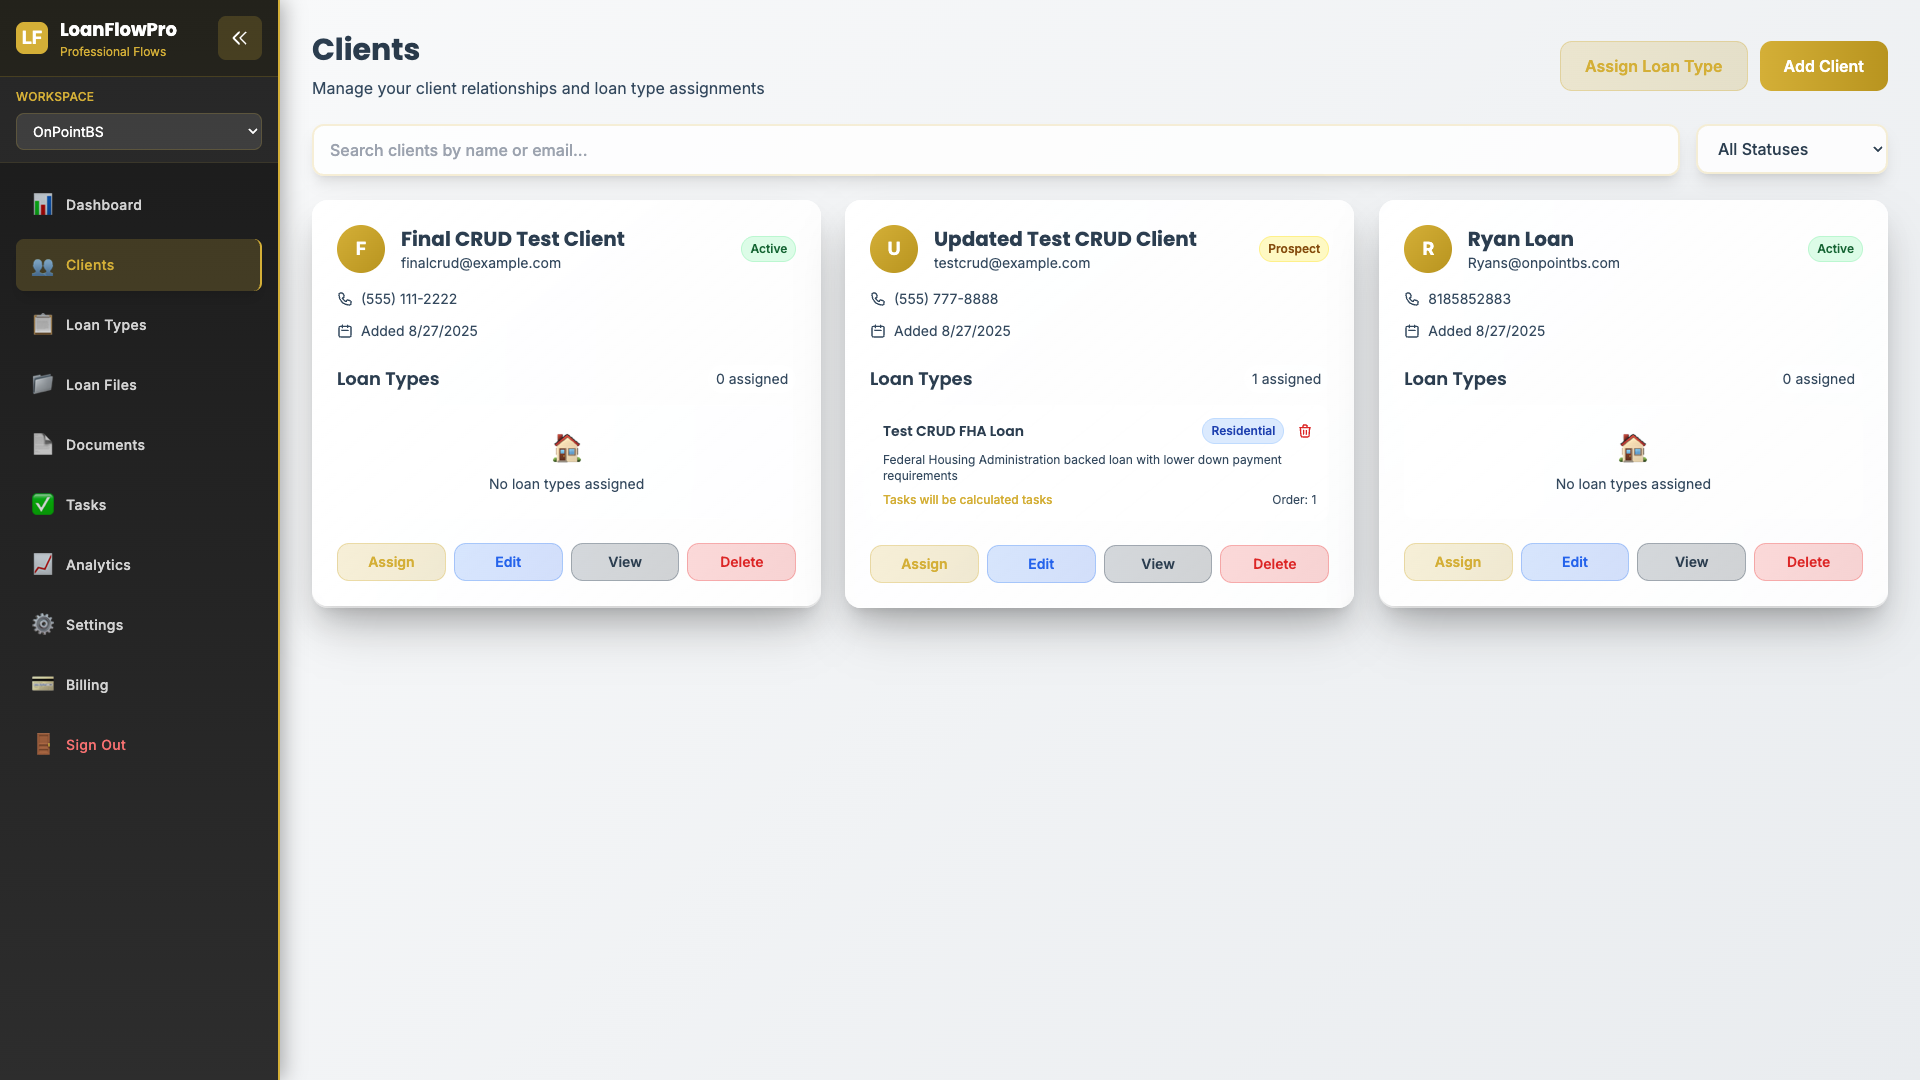 LF
LoanFlowPro
Professional Flows
WORKSPACE
OnPointBS
Dashboard
Clients
Loan Types
Loan Files
Documents
Tasks
Analytics
Settings
Billing
Sign Out
Clients
Manage your client relationships and loan type assignments
Assign Loan Type
Add Client
Search clients by name or email...
All Statuses
F
Final CRUD Test Client
finalcrud@example.com
Active
(555) 111-2222
Added 8/27/2025
Loan Types
0 assigned
No loan types assigned
Assign
Edit
View
Delete
U
Updated Test CRUD Client
testcrud@example.com
Prospect
(555) 777-8888
Added 8/27/2025
Loan Types
1 assigned
Test CRUD FHA Loan
Residential
Federal Housing Administration backed loan with lower down payment
requirements
Tasks will be calculated tasks
Order: 1
Assign
Edit
View
Delete
R
Ryan Loan
Ryans@onpointbs.com
Active
8185852883
Added 8/27/2025
Loan Types
0 assigned
No loan types assigned
Assign
Edit
View
Delete